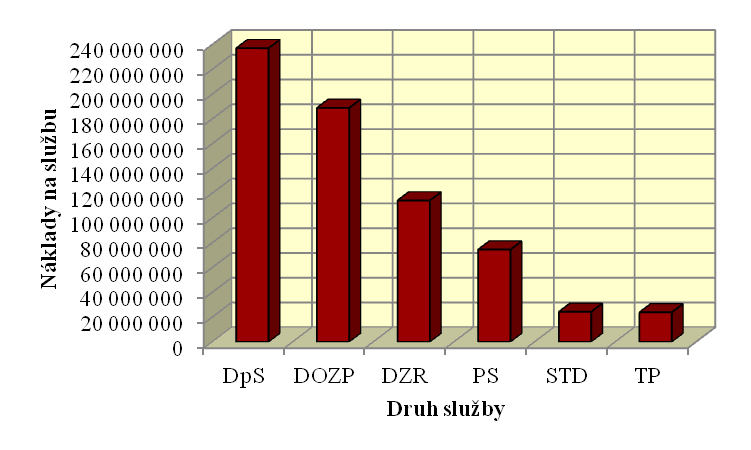 Náklady na službu
240 000 000
220 000 000
200 000 000
180 000 000
160 000 000
140 000 000
120 000 000
100 000 000
80 000 000
60 000 000
40 000 000
20 000 000
0
DpS DOZP DZR PS STD TP
Druh služby